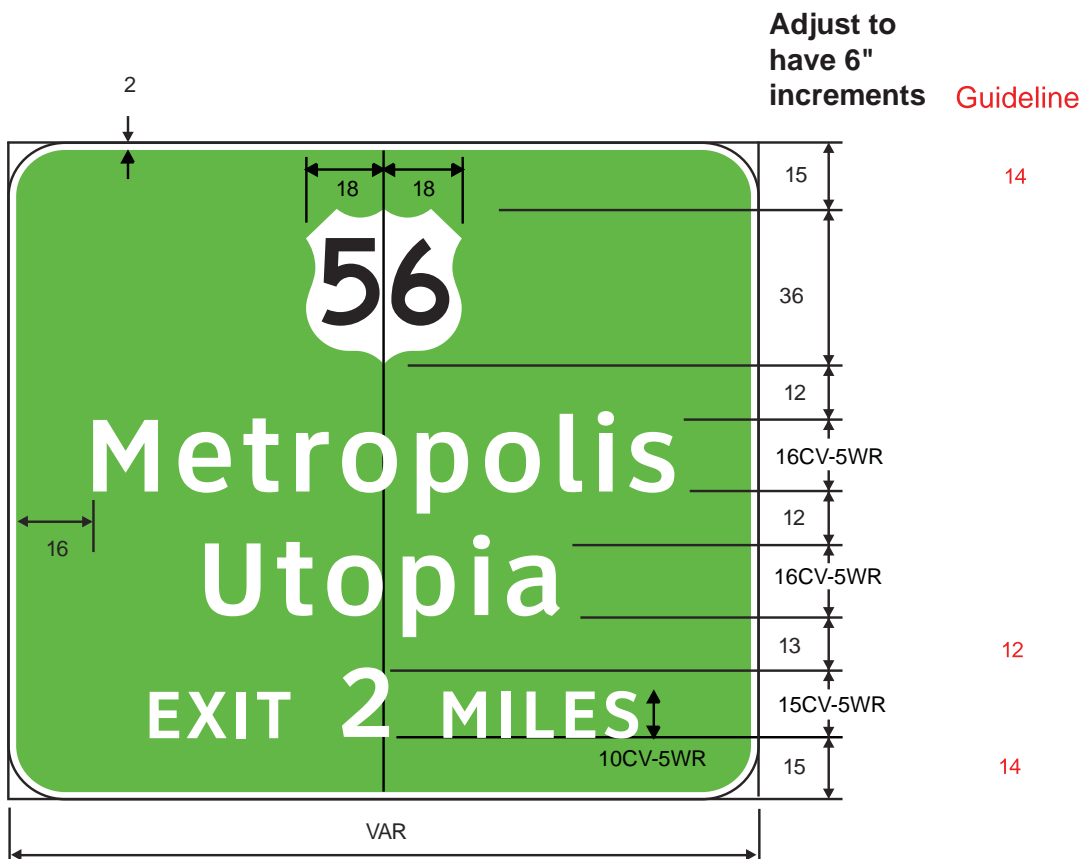 Adjust to
have 6"
increments
Guideline
2
15
14
18
18
56
36
12
Metropolis
16CV-5WR
12
16
Utopia
16CV-5WR
13
12
EXIT 2 MILES
15CV-5WR
10CV-5WR
15
14
VAR